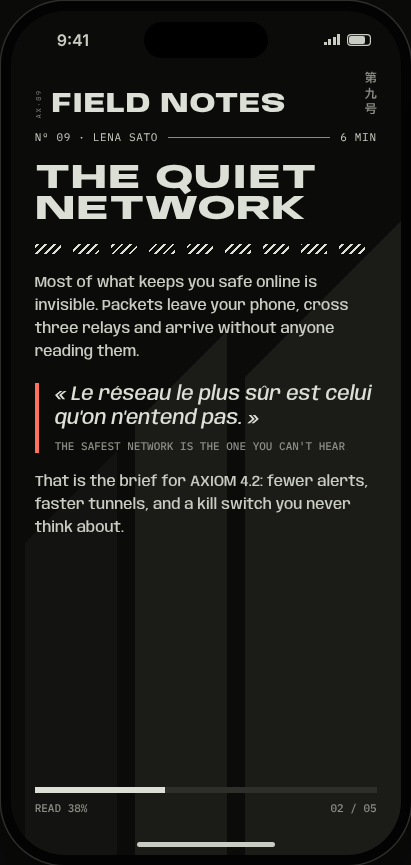 9:41
AX-09
FIELD NOTES
第九号
Nº 09 · LENA SATO
6 MIN
THE QUIET
NETWORK
Most of what keeps you safe online is
invisible. Packets leave your phone, cross
three relays and arrive without anyone
reading them.
« Le réseau le plus sûr est celui
qu'on n'entend pas. »
THE SAFEST NETWORK IS THE ONE YOU CAN'T HEAR
That is the brief for AXIOM 4.2: fewer alerts,
faster tunnels, and a kill switch you never
think about.
READ 38%
02 / 05